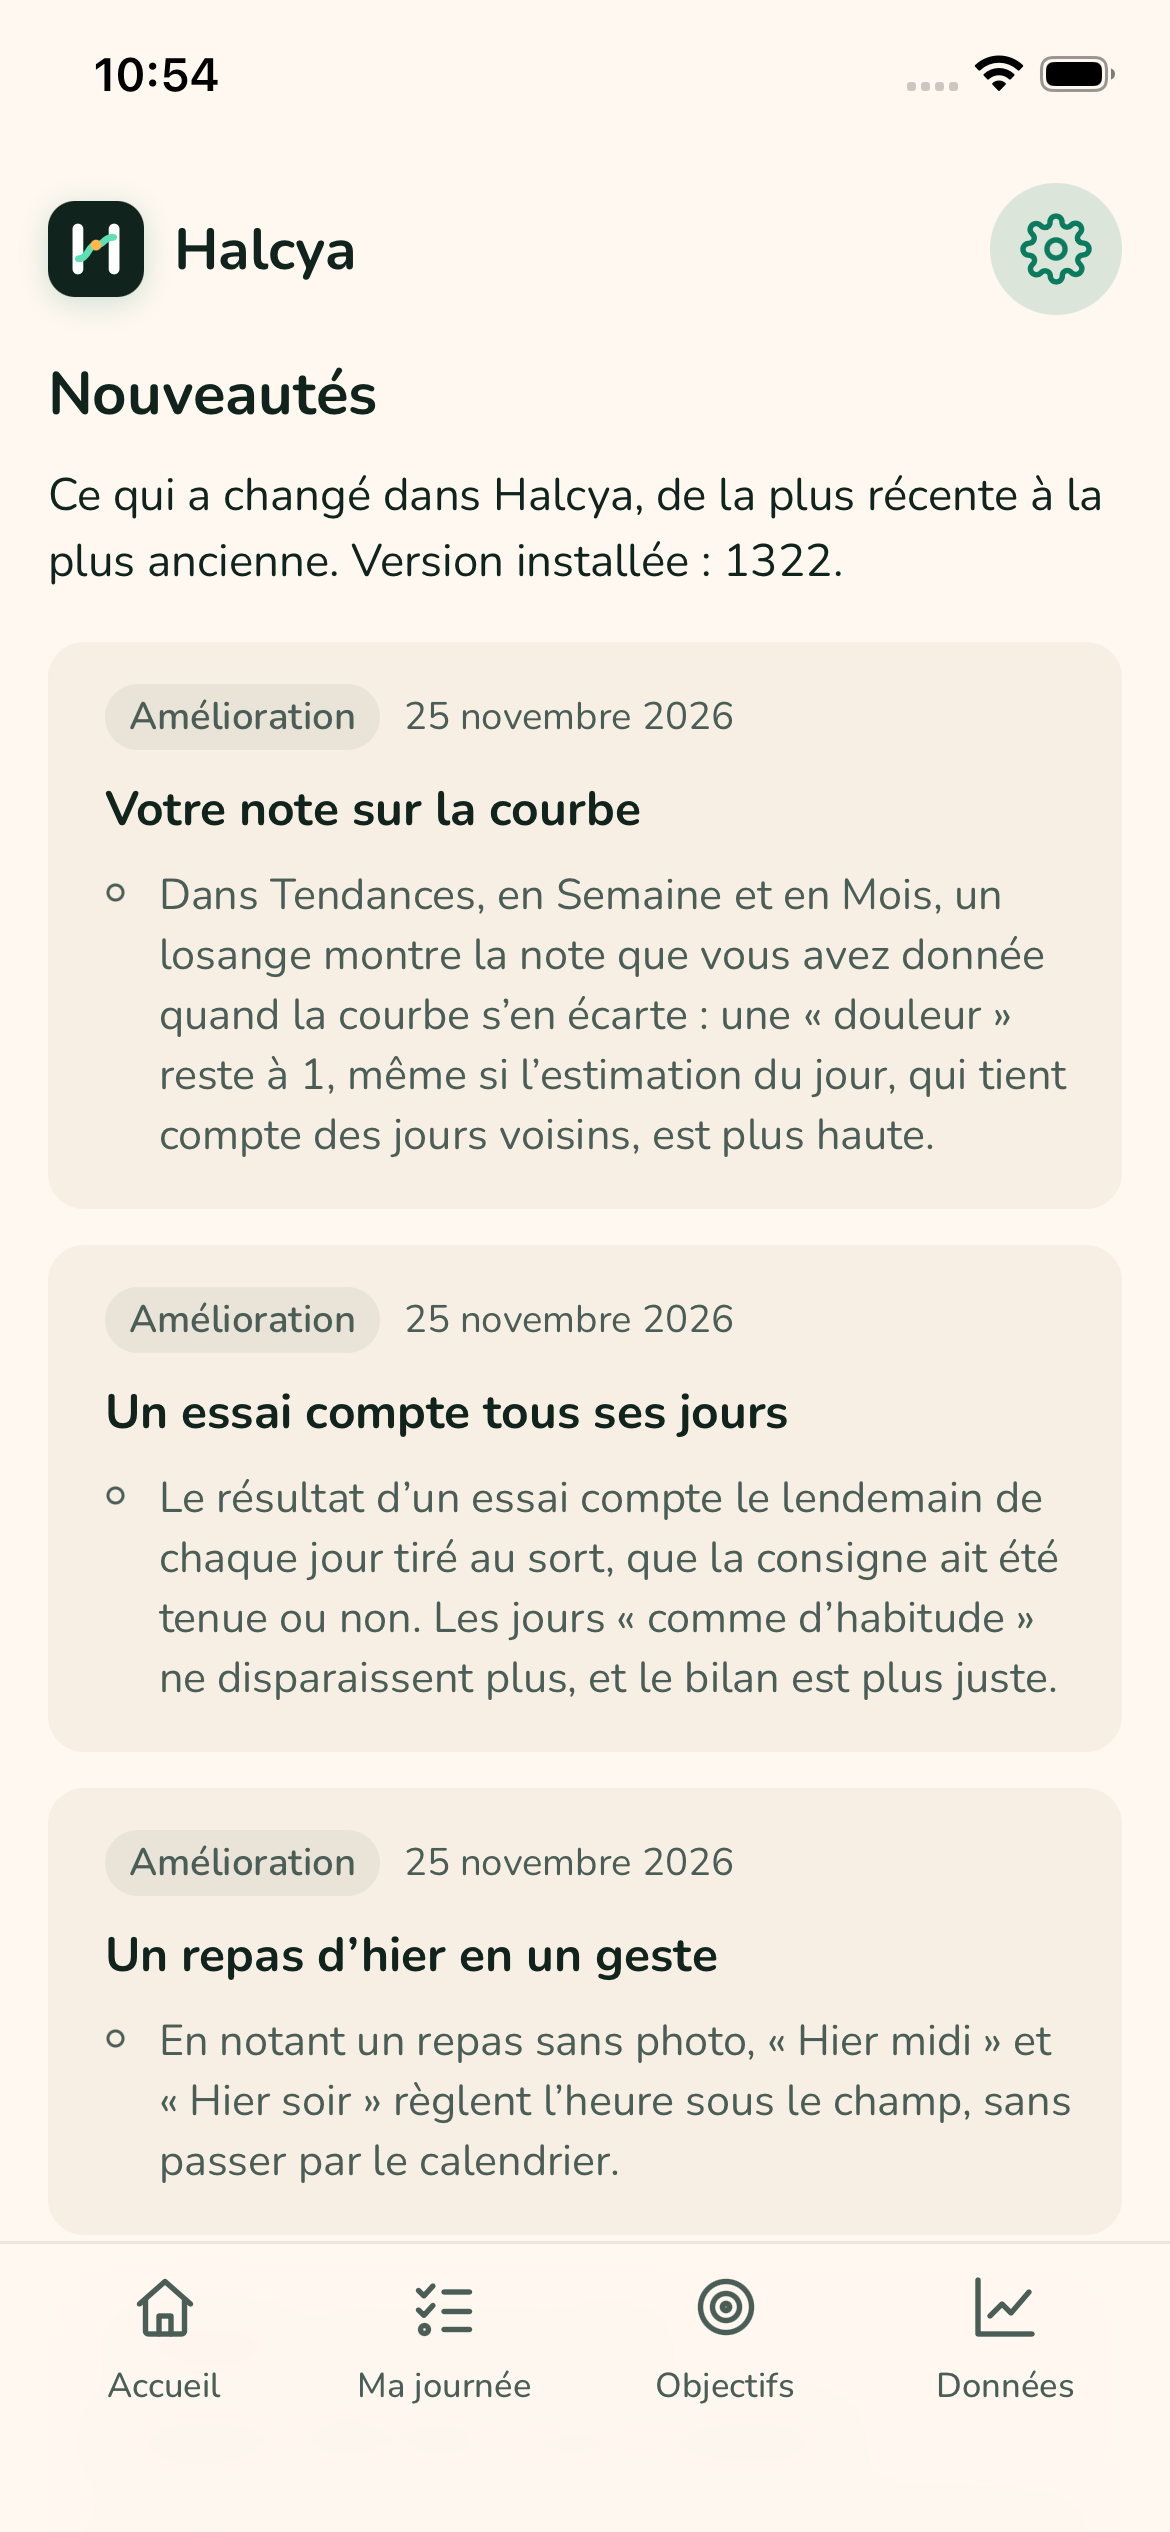 10:54
Halcya
Nouveautés
Ce qui a changé dans Halcya, de la plus récente à la
plus ancienne. Version installée : 1322.
Amélioration 25 novembre 2026
Votre note sur la courbe
Dans Tendances, en Semaine et en Mois, un
losange montre la note que vous avez donnée
quand la courbe s’en écarte : une « douleur »
reste à 1, même si l’estimation du jour, qui tient
compte des jours voisins, est plus haute.
Amélioration 25 novembre 2026
Un essai compte tous ses jours
Le résultat d’un essai compte le lendemain de
chaque jour tiré au sort, que la consigne ait été
tenue ou non. Les jours « comme d’habitude »
ne disparaissent plus, et le bilan est plus juste.
Amélioration 25 novembre 2026
Un repas d’hier en un geste
En notant un repas sans photo, « Hier midi » et
« Hier soir » règlent l’heure sous le champ, sans
passer par le calendrier.
Accueil Ma journée Objectifs Données